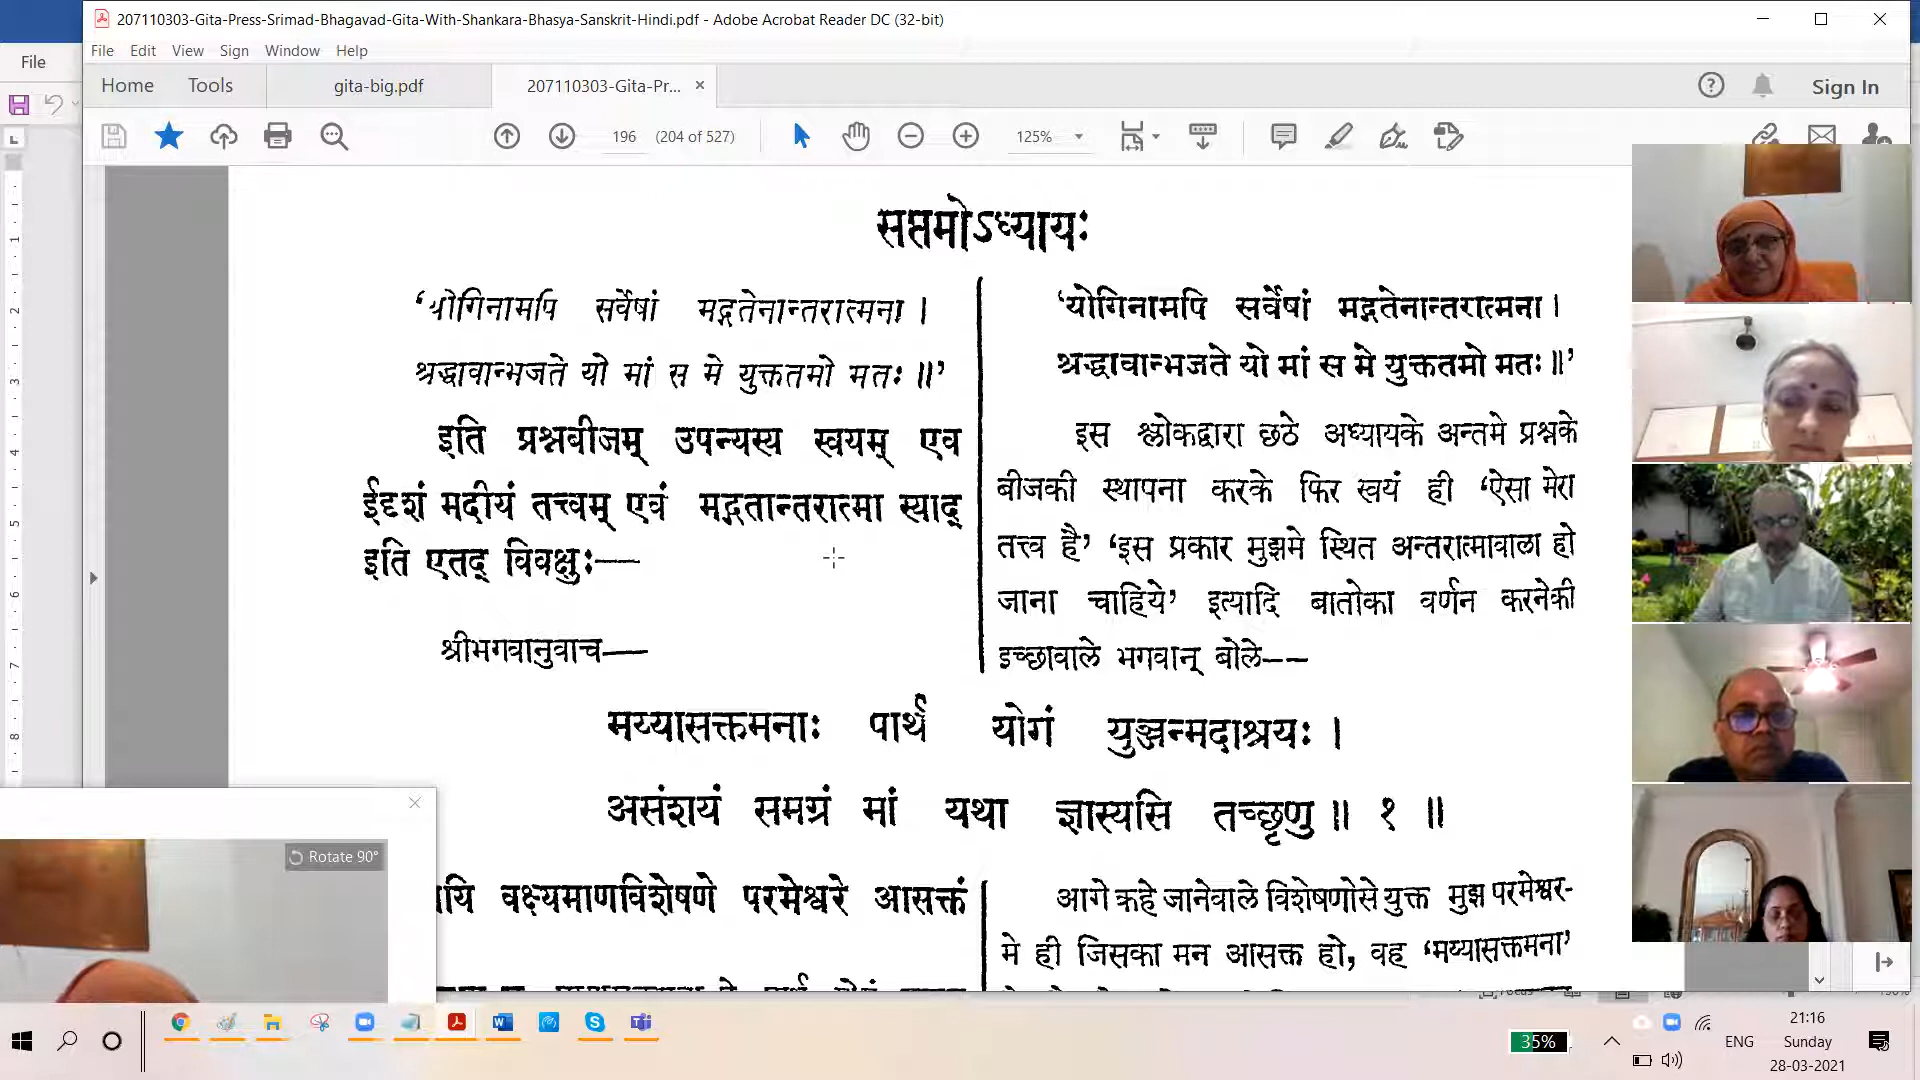 207110303-Gita-Press-Srimad-Bhagavad-Gita-With-Shankara-Bhasya-Sanskrit-Hindi.pdf - Adobe Acrobat Reader DC (32-bit)
File
File Edit View Sign Window Help
Home Tools gita-big.pdf 207110303-Gita-Pr... × Sign In
196 (204 of 527) 125%
सप्तमोऽध्यायः
‘योगिनामपि सर्वेषां मद्गतेनान्तरात्मना ।
श्रद्धावान्भजते यो मां स मे युक्ततमो मतः ॥’
इति प्रश्नबीजम् उपन्यस्य स्वयम् एव
ईदृशं मदीयं तत्त्वम् एवं मद्गतान्तरात्मा स्याद्
इति एतद् विवक्षुः—
श्रीभगवानुवाच—
‘योगिनामपि सर्वेषां मद्गतेनान्तरात्मना ।
श्रद्धावान्भजते यो मां स मे युक्ततमो मतः ॥’
इस श्लोकद्वारा छठे अध्यायके अन्तमे प्रश्नके
बीजकी स्थापना करके फिर स्वयं ही ‘ऐसा मेरा
तत्त्व है’ ‘इस प्रकार मुझमे स्थित अन्तरात्मावाला हो
जाना चाहिये’ इत्यादि बातोका वर्णन करनेकी
इच्छावाले भगवान् बोले--
मय्यासक्तमनाः पार्थ योगं युञ्जन्मदाश्रयः ।
असंशयं समग्रं मां यथा ज्ञास्यसि तच्छृणु ॥ १ ॥
वक्ष्यमाणविशेषणे परमेश्वरे आसक्तं
आगे कहे जानेवाले विशेषणोसे युक्त मुझ परमेश्वर-
मे ही जिसका मन आसक्त हो, वह ‘मय्यासक्तमना’
Rotate 90°
35% ENG
21:16
Sunday
28-03-2021